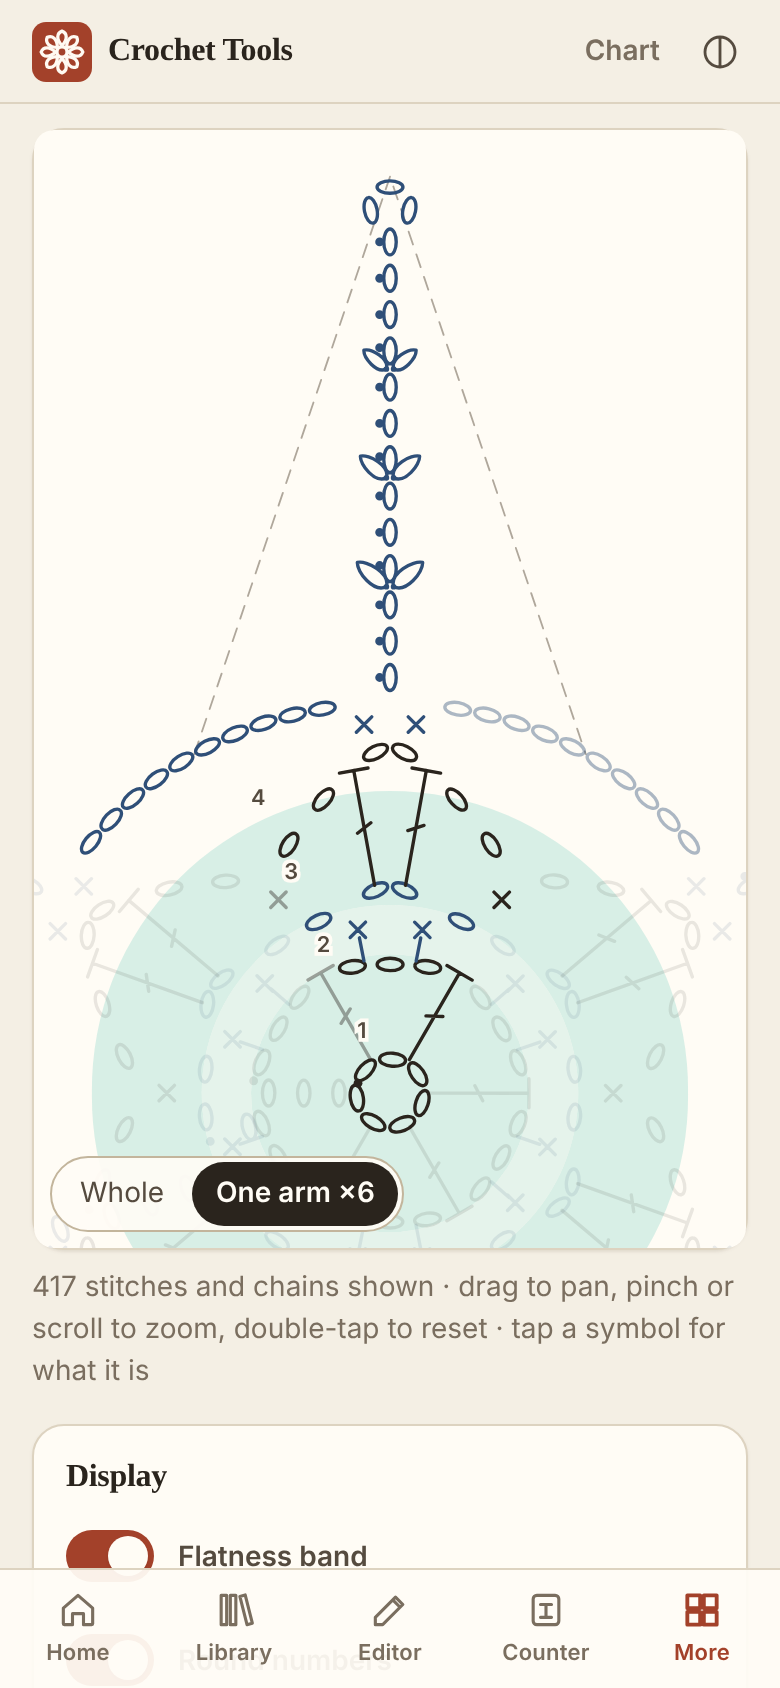 Crochet Tools
Chart
4
3
2
1
Whole
One arm ×6
417 stitches and chains shown · drag to pan, pinch or
scroll to zoom, double-tap to reset · tap a symbol for
what it is
Display
Flatness band
Round numbers
Home
Library
Editor
Counter
More